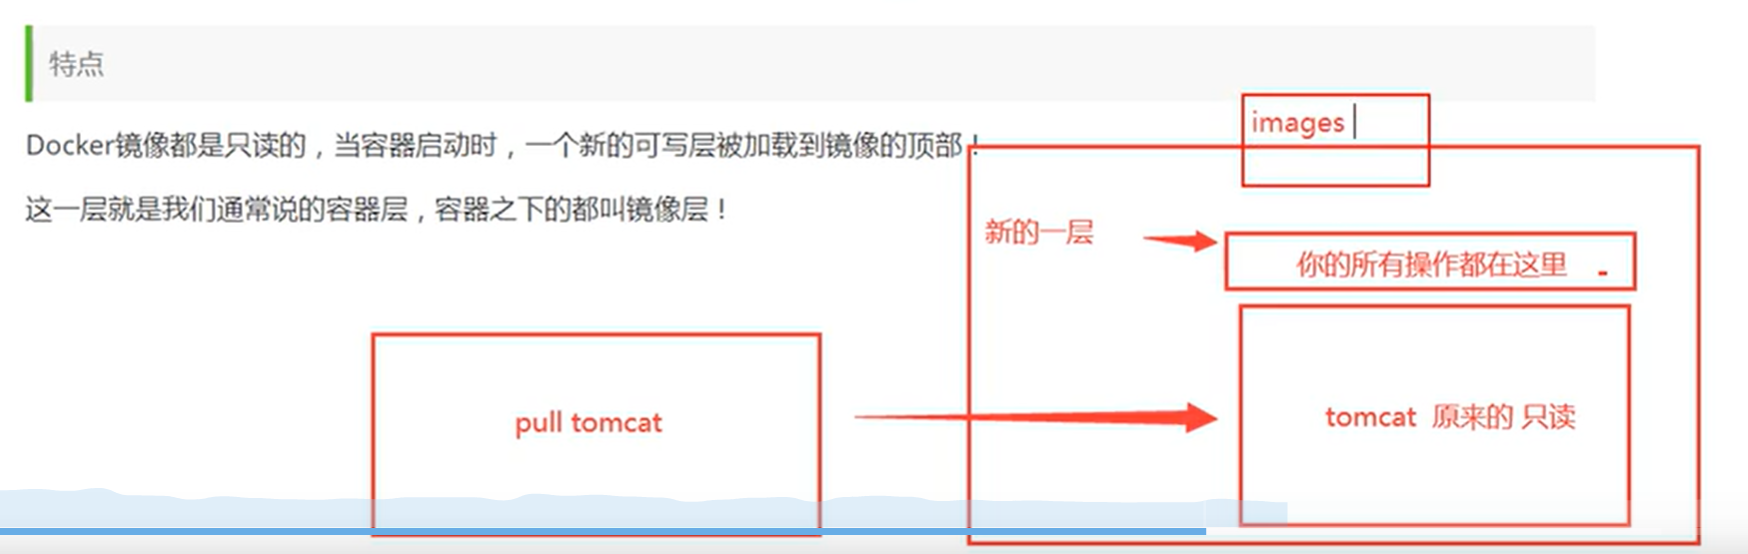 特点
Docker镜像都是只读的，当容器启动时，一个新的可写层被加载到镜像的顶部！
这一层就是我们通常说的容器层，容器之下的都叫镜像层！
images
新的一层
你的所有操作都在这里
pull tomcat
tomcat 原来的 只读